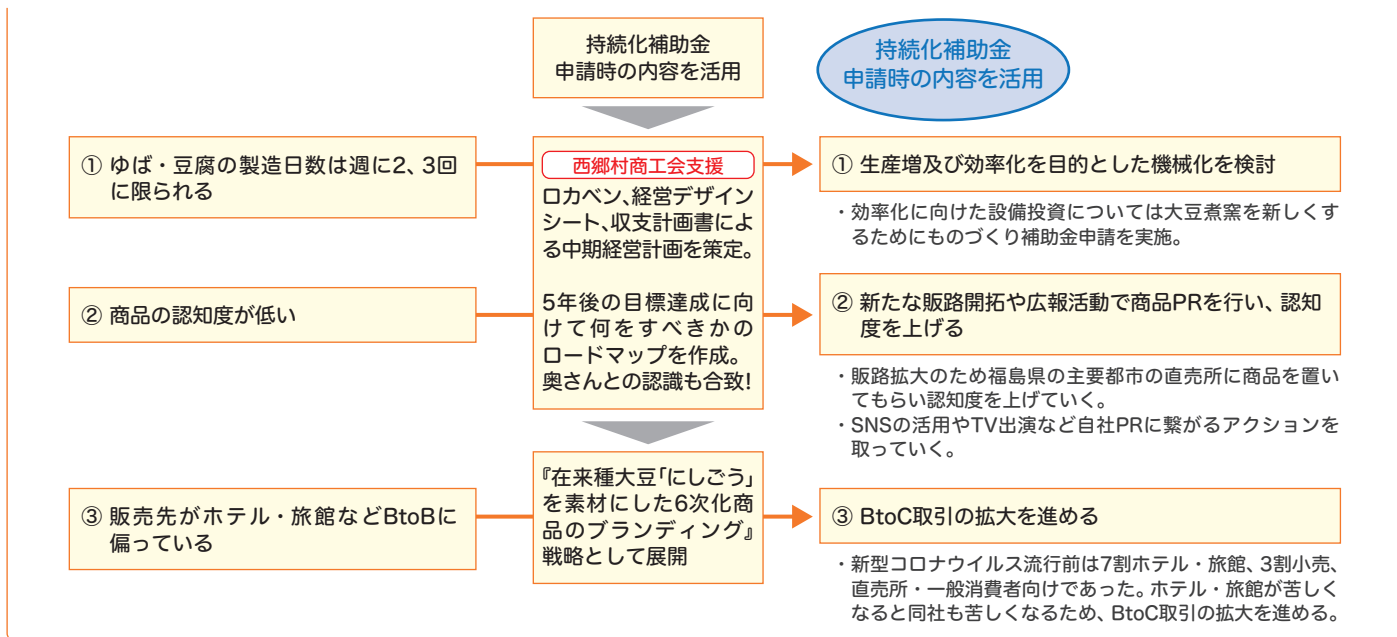 持続化補助金
申請時の内容を活用
持続化補助金
申請時の内容を活用
① ゆば・豆腐の製造日数は週に2、3回
に限られる
② 商品の認知度が低い
③ 販売先がホテル・旅館などBtoBに
偏っている
西郷村商工会支援
ロカベン、経営デザイン
シート、収支計画書によ
る中期経営計画を策定。
5年後の目標達成に向
けて何をすべきかの
ロードマップを作成。
奥さんとの認識も合致!
『在来種大豆「にしごう」
を素材にした6次化商
品のブランディング』
戦略として展開
① 生産増及び効率化を目的とした機械化を検討
・効率化に向けた設備投資については大豆煮窯を新しくす
るためにものづくり補助金申請を実施。
② 新たな販路開拓や広報活動で商品PRを行い、認知
度を上げる
・販路拡大のため福島県の主要都市の直売所に商品を置い
てもらい認知度を上げていく。
・SNSの活用やTV出演など自社PRに繋がるアクションを
取っていく。
③ BtoC取引の拡大を進める
・新型コロナウイルス流行前は7割ホテル・旅館、3割小売、
直売所・一般消費者向けであった。ホテル・旅館が苦しく
なると同社も苦しくなるため、BtoC取引の拡大を進める。